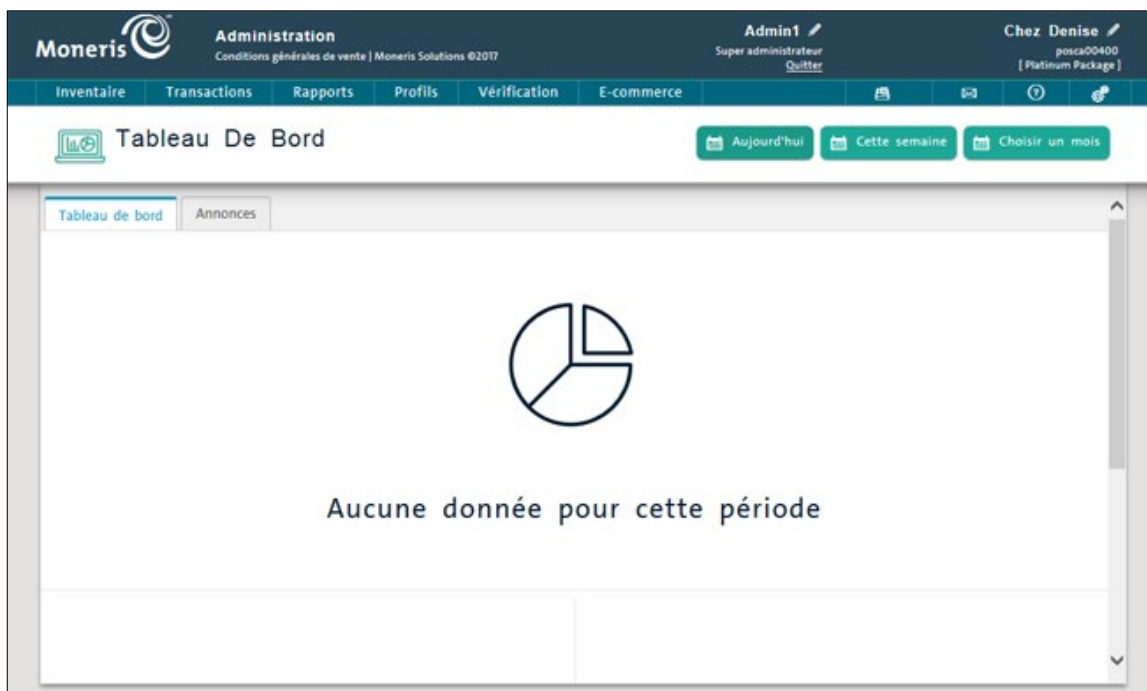 Moneris
Administration
Conditions générales de vente | Moneris Solutions ©2017
Admin1
Super administrateur
Quitter
Chez Denise
posca00400
[ Platinum Package ]
Inventaire Transactions Rapports Profils Vérification E-commerce
Tableau De Bord
Aujourd'hui Cette semaine Choisir un mois
Tableau de bord Annonces
Aucune donnée pour cette période